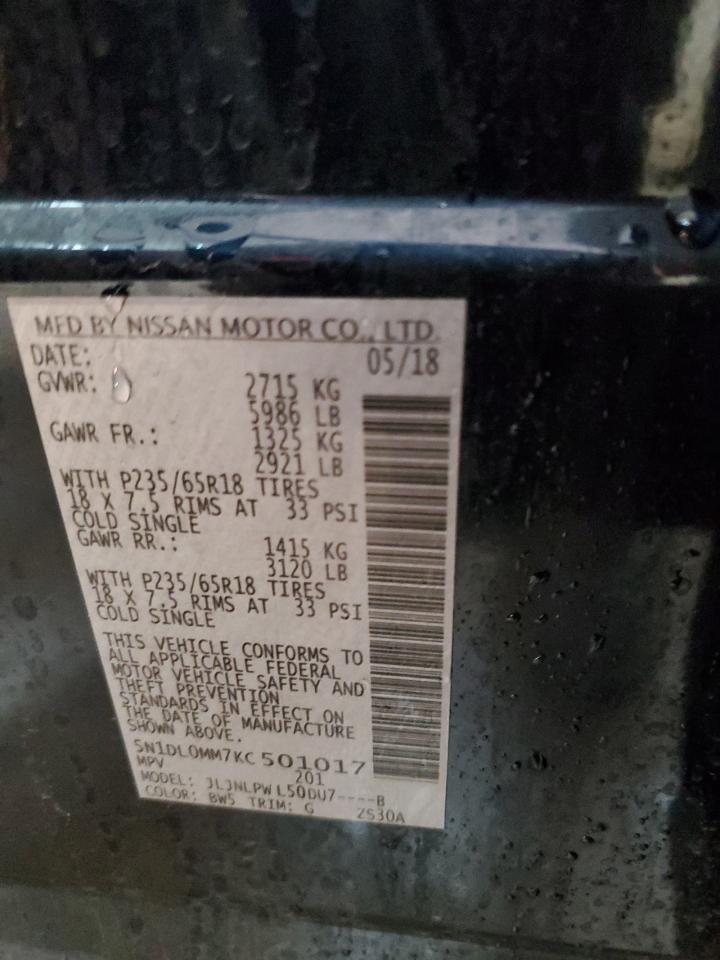 MFD BY NISSAN MOTOR CO., LTD.
DATE: 05/18
GVWR: 2715 KG
5986 LB
GAWR FR.: 1325 KG
2921 LB
WITH P235/65R18 TIRES
18 X 7.5 RIMS AT 33 PSI
COLD SINGLE
GAWR RR.: 1415 KG
3120 LB
WITH P235/65R18 TIRES
18 X 7.5 RIMS AT 33 PSI
COLD SINGLE
THIS VEHICLE CONFORMS TO
ALL APPLICABLE FEDERAL
MOTOR VEHICLE SAFETY AND
THEFT PREVENTION
STANDARDS IN EFFECT ON
THE DATE OF MANUFACTURE
SHOWN ABOVE.
5N1DL0MM7KC501017
MPV 201
MODEL: JLJNLPWL50DU7----B
COLOR: BW5 TRIM: G ZS30A